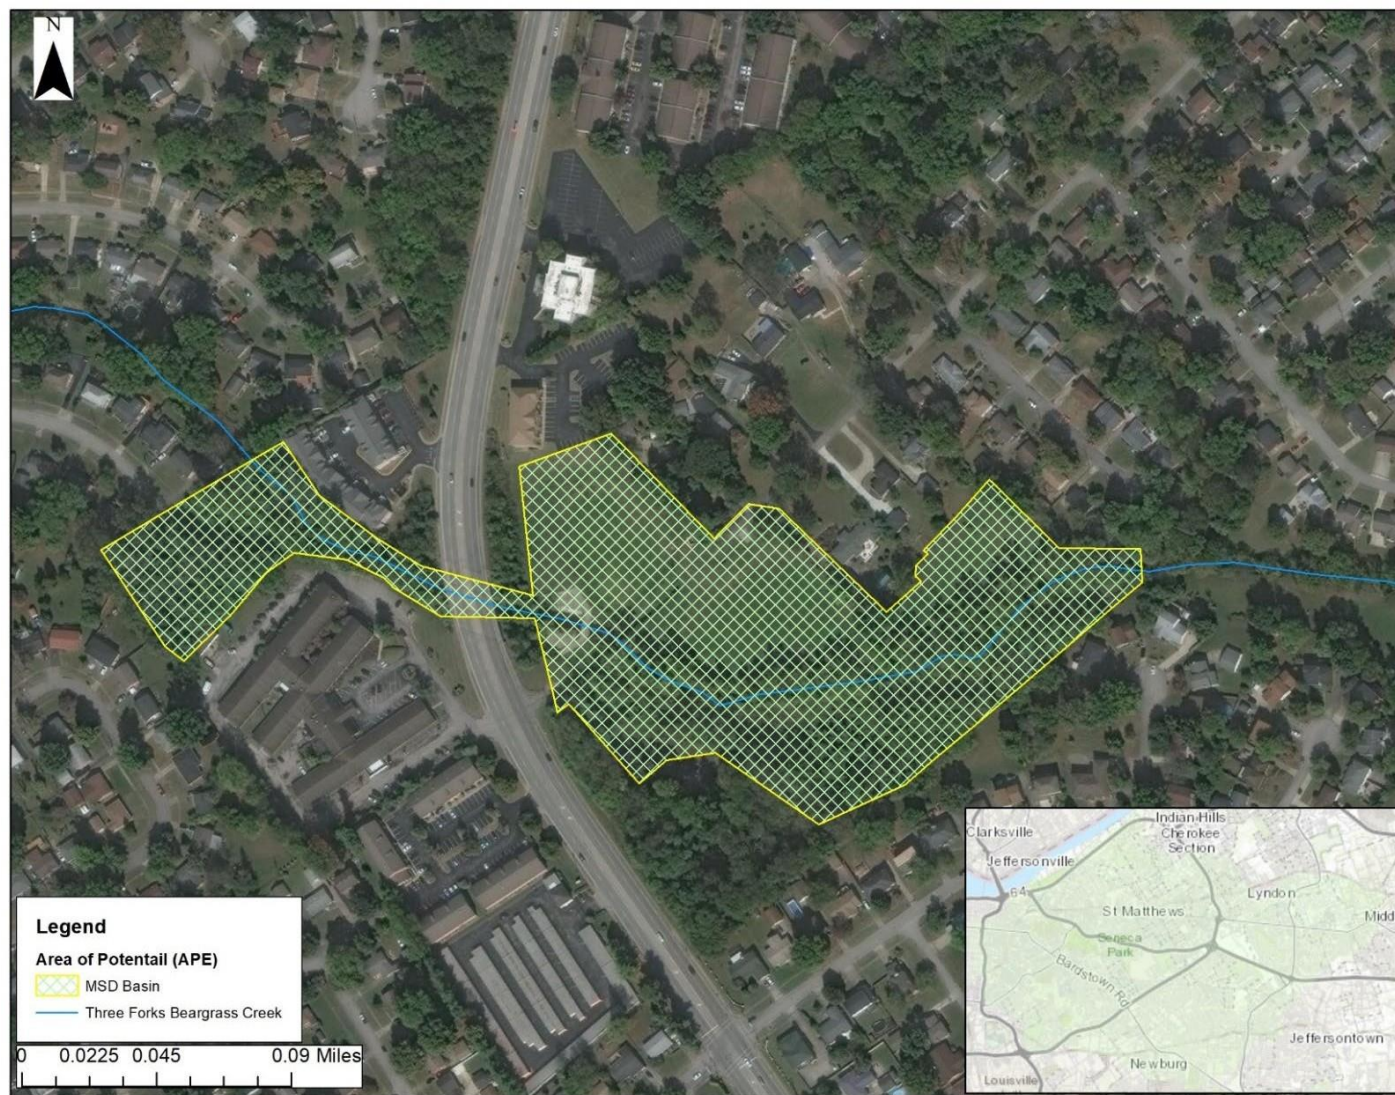 N
Clarksville
Indian Hills
Cherokee
Section
Jeffersonville
64
Lyndon
St Matthews
Midd
Seneca
Park
Bardstown Rd
Jeffersontown
Newburg
Louisville
Legend
Area of Potentail (APE)
MSD Basin
Three Forks Beargrass Creek
0 0.0225 0.045 0.09 Miles